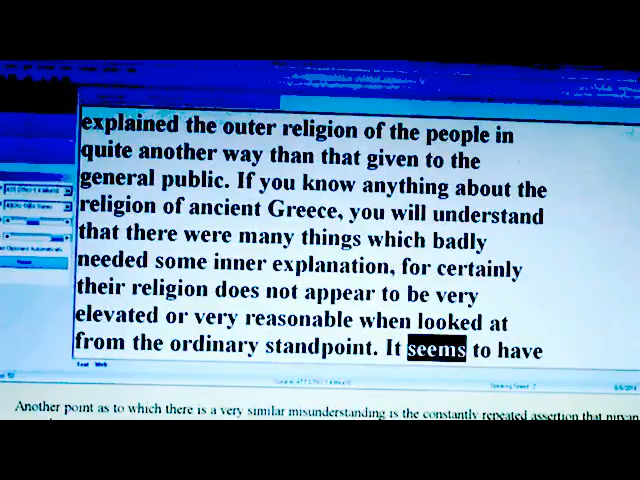 explained the outer religion of the people in
quite another way than that given to the
general public. If you know anything about the
religion of ancient Greece, you will understand
that there were many things which badly
needed some inner explanation, for certainly
their religion does not appear to be very
elevated or very reasonable when looked at
from the ordinary standpoint. It seems to have
Another point as to which there is a very similar misunderstanding is the constantly repeated assertion that nirvan